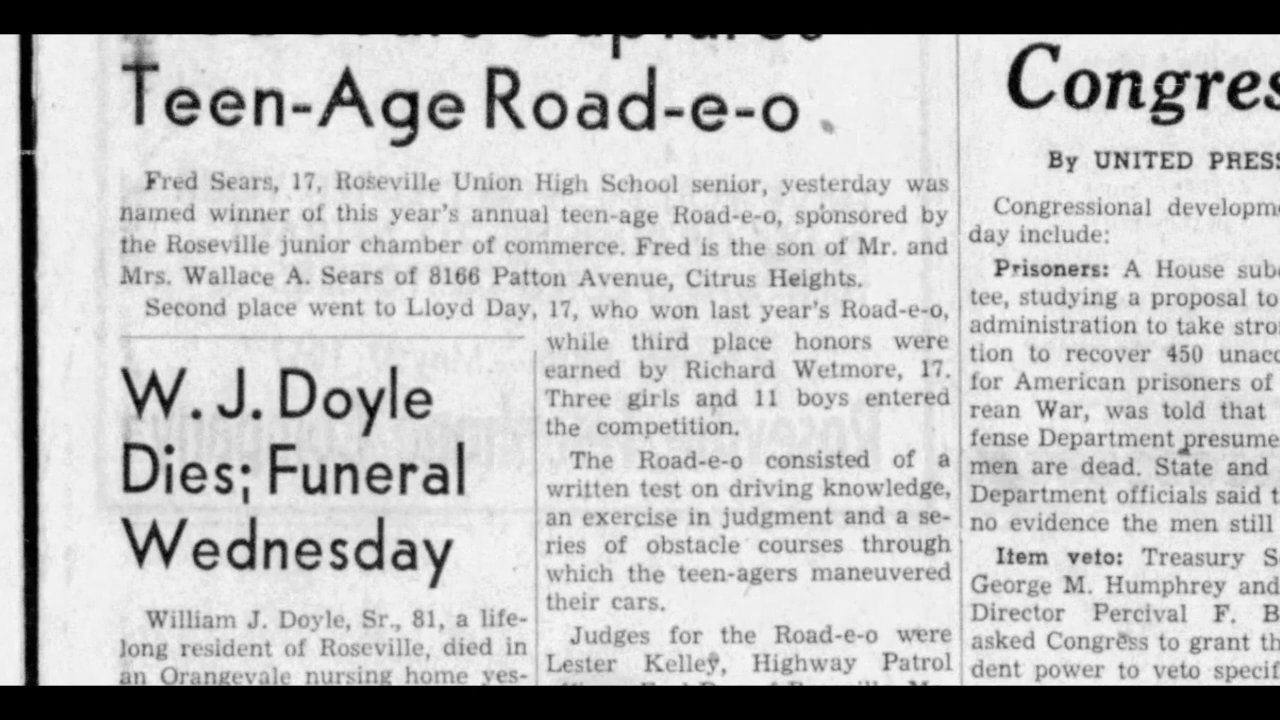 Teen-Age Road-e-o
Fred Sears, 17, Roseville Union High School senior, yesterday was
named winner of this year's annual teen-age Road-e-o, sponsored by
the Roseville junior chamber of commerce. Fred is the son of Mr. and
Mrs. Wallace A. Sears of 8166 Patton Avenue, Citrus Heights.
Second place went to Lloyd Day, 17, who won last year's Road-e-o,
while third place honors were
earned by Richard Wetmore, 17.
Three girls and 11 boys entered
the competition.
The Road-e-o consisted of a
written test on driving knowledge,
an exercise in judgment and a se-
ries of obstacle courses through
which the teen-agers maneuvered
their cars.
Judges for the Road-e-o were
Lester Kelley, Highway Patrol
W. J. Doyle
Dies; Funeral
Wednesday
William J. Doyle, Sr., 81, a life-
long resident of Roseville, died in
an Orangevale nursing home yes-
Congres
By UNITED PRESS
Congressional developme
day include:
Prisoners: A House sub
tee, studying a proposal to
administration to take stro
tion to recover 450 unacc
for American prisoners of
rean War, was told that
fense Department presume
men are dead. State and
Department officials said t
no evidence the men still
Item veto: Treasury S
George M. Humphrey and
Director Percival F. B
asked Congress to grant th
dent power to veto specif